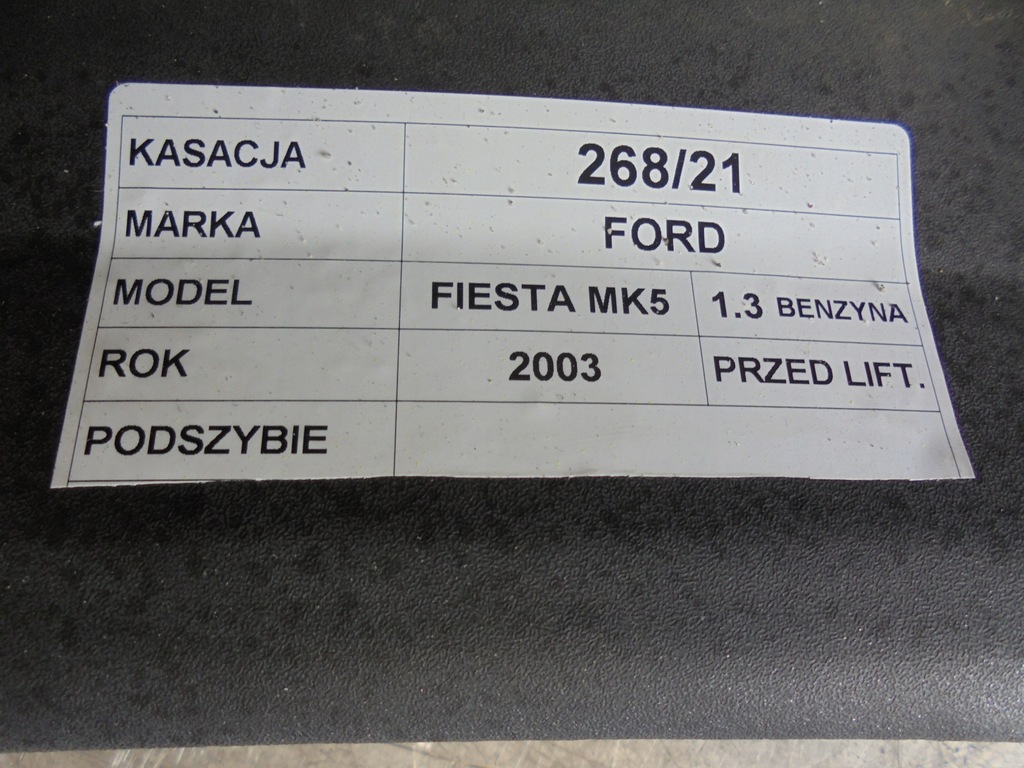 KASACJA 268/21
MARKA FORD
MODEL FIESTA MK5 1.3 BENZYNA
ROK 2003 PRZED LIFT.
PODSZYBIE